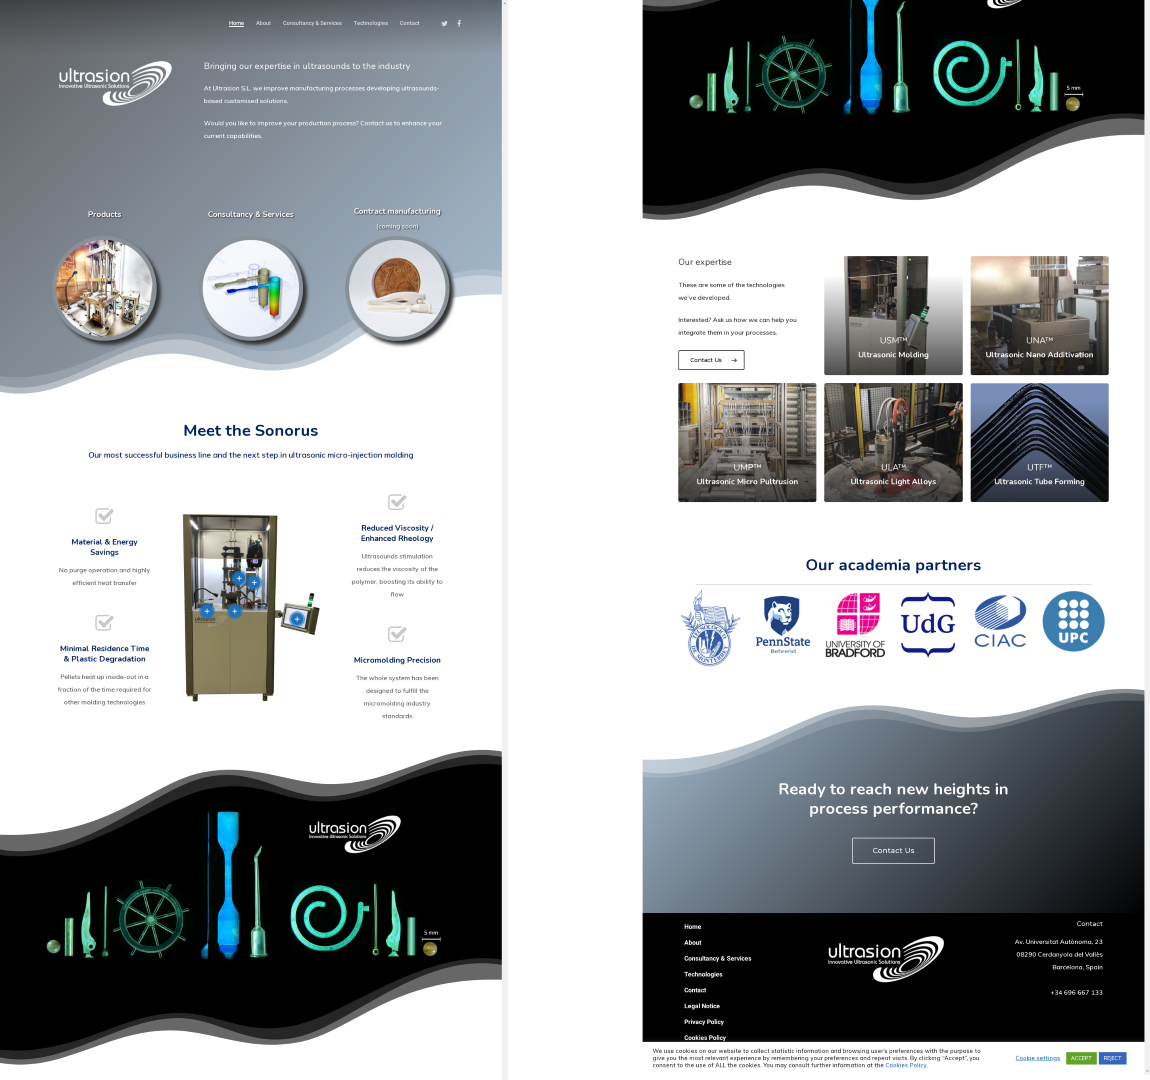 Home About Consultancy & Services Technologies Contact
ultrasion
Innovative Ultrasonic Solutions
Bringing our expertise in ultrasounds to the industry
At Ultrasion S.L. we improve manufacturing processes developing ultrasounds-
based customised solutions.
Would you like to improve your production process? Contact us to enhance your
current capabilities.
Products
Consultancy & Services
Contract manufacturing
(coming soon)
Meet the Sonorus
Our most successful business line and the next step in ultrasonic micro-injection molding
Material & Energy
Savings
No purge operation and highly
efficient heat transfer
Minimal Residence Time
& Plastic Degradation
Pellets heat up inside-out in a
fraction of the time required for
other molding technologies
ultrasion
Reduced Viscosity /
Enhanced Rheology
Ultrasounds stimulation
reduces the viscosity of the
polymer, boosting its ability to
flow
Micromolding Precision
The whole system has been
designed to fulfill the
micromolding industry
standards
ultrasion
Innovative Ultrasonic Solutions
5 mm
5 mm
Our expertise
These are some of the technologies
we've developed.
Interested? Ask us how we can help you
integrate them in your processes.
Contact Us
USM™
Ultrasonic Molding
UNA™
Ultrasonic Nano Additivation
UMP™
Ultrasonic Micro Pultrusion
ULA™
Ultrasonic Light Alloys
UTF™
Ultrasonic Tube Forming
Our academia partners
TECNOLOGICO
DE MONTERREY
PennState
Behrend
UNIVERSITY OF
BRADFORD
UdG
CIAC
UPC
Ready to reach new heights in
process performance?
Contact Us
Home
About
Consultancy & Services
Technologies
Contact
Legal Notice
Privacy Policy
Cookies Policy
ultrasion
Innovative Ultrasonic Solutions
Contact
Av. Universitat Autònoma, 23
08290 Cerdanyola del Vallès
Barcelona, Spain
+34 696 667 133
We use cookies on our website to collect statistic information and browsing user's preferences with the purpose to
give you the most relevant experience by remembering your preferences and repeat visits. By clicking "Accept", you
consent to the use of ALL the cookies. You may consult further information at the Cookies Policy.
Cookie settings ACCEPT REJECT